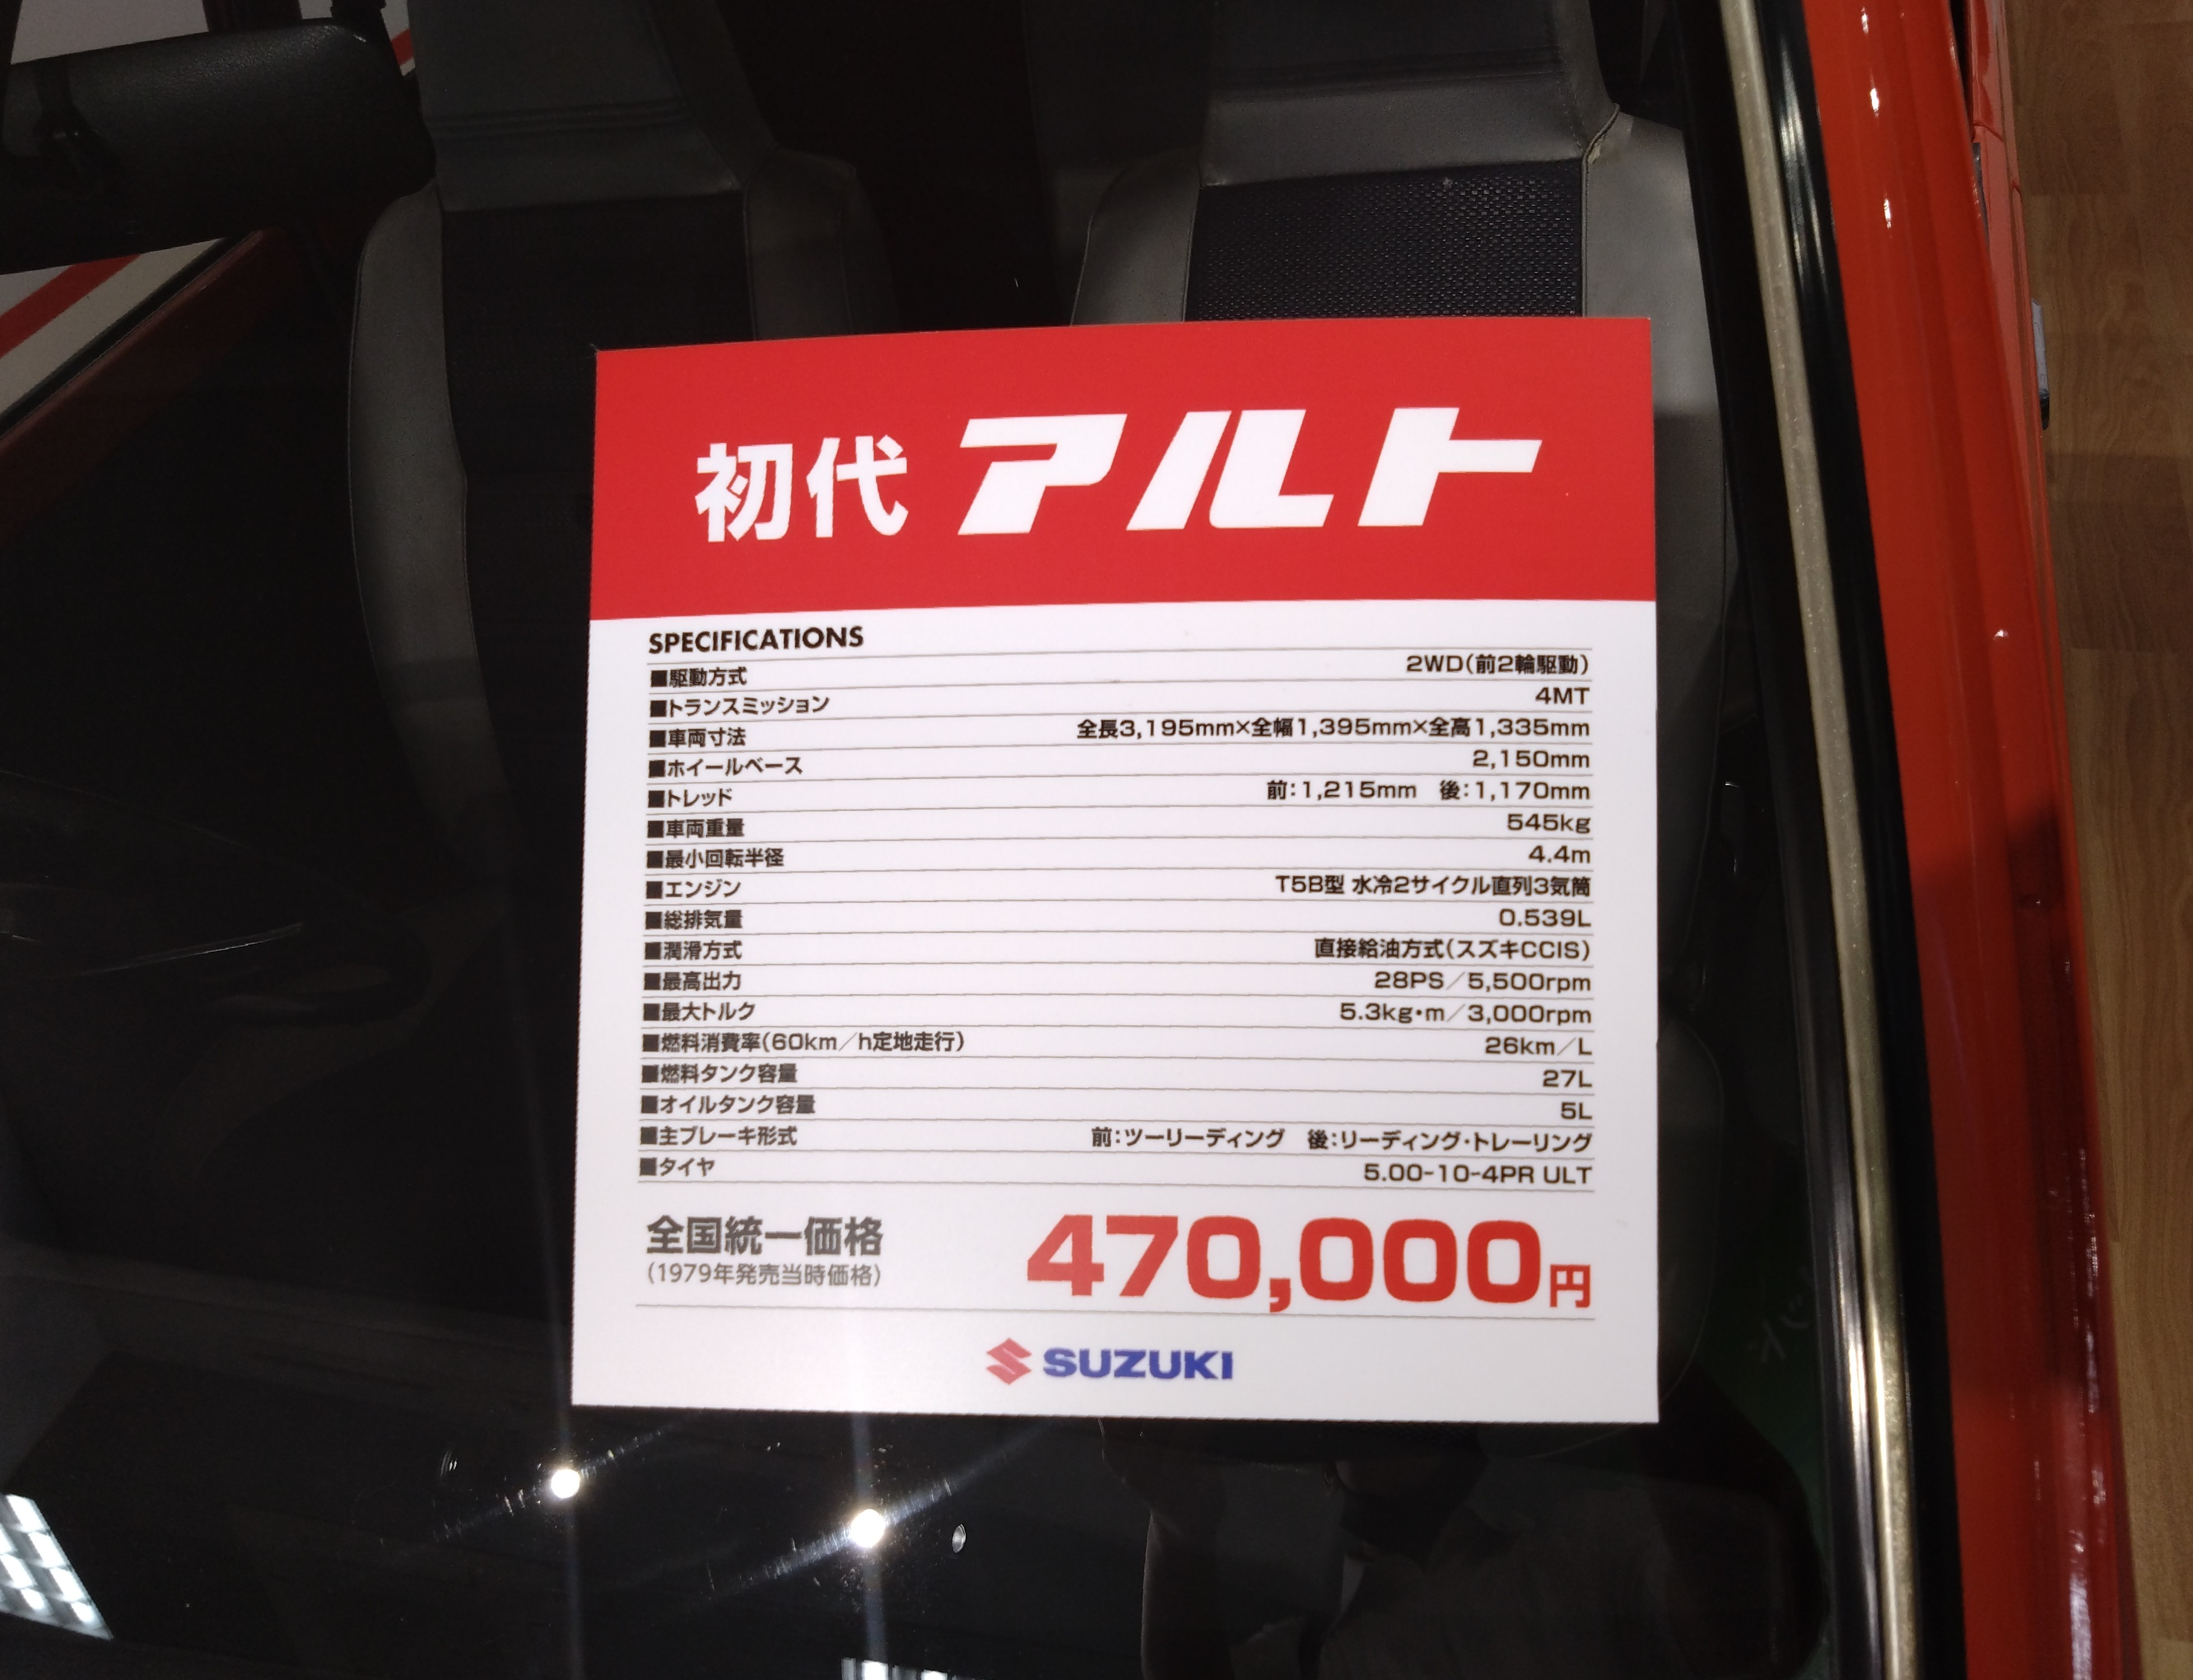 初代 アルト
SPECIFICATIONS
■駆動方式 2WD(前2輪駆動)
■トランスミッション 4MT
■車両寸法 全長3,195mm×全幅1,395mm×全高1,335mm
■ホイールベース 2,150mm
■トレッド 前:1,215mm 後:1,170mm
■車両重量 545kg
■最小回転半径 4.4m
■エンジン T5B型 水冷2サイクル直列3気筒
■総排気量 0.539L
■潤滑方式 直接給油方式(スズキCCIS)
■最高出力 28PS/5,500rpm
■最大トルク 5.3kg・m/3,000rpm
■燃料消費率(60km/h定地走行) 26km/L
■燃料タンク容量 27L
■オイルタンク容量 5L
■主ブレーキ形式 前:ツーリーディング 後:リーディング・トレーリング
■タイヤ 5.00-10-4PR ULT
全国統一価格 470,000円
(1979年発売当時価格)
SUZUKI